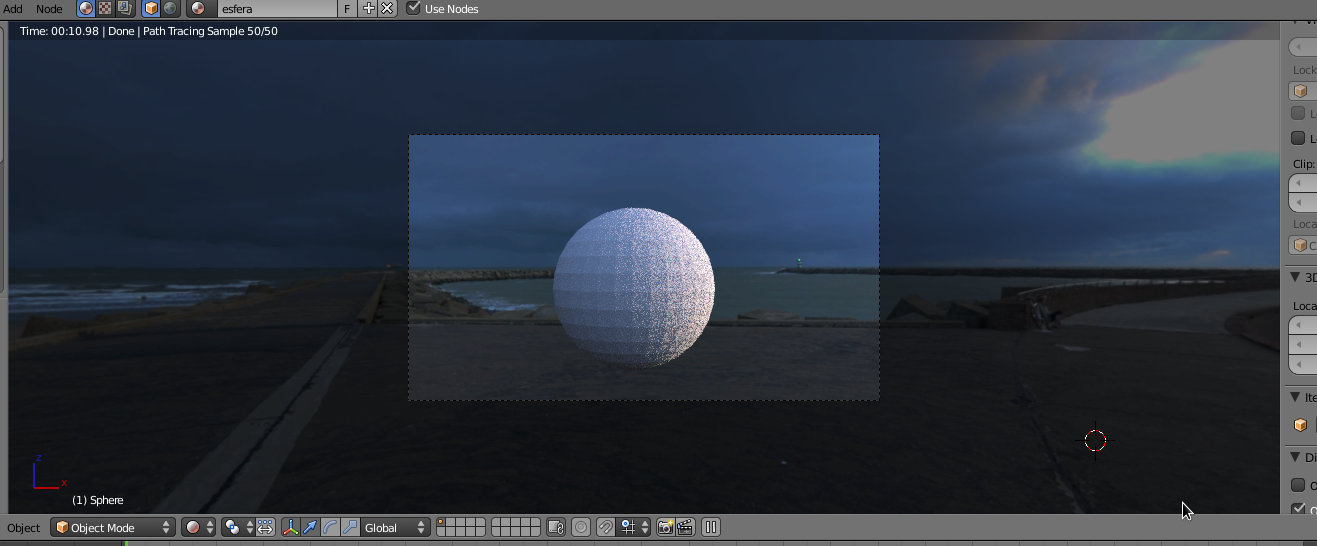 Add Node esfera F Use Nodes
Time: 00:10.98 | Done | Path Tracing Sample 50/50
Lock
Clip:
Loca
3D
Loca
Ite
Di
z
x
(1) Sphere
Object Object Mode Global